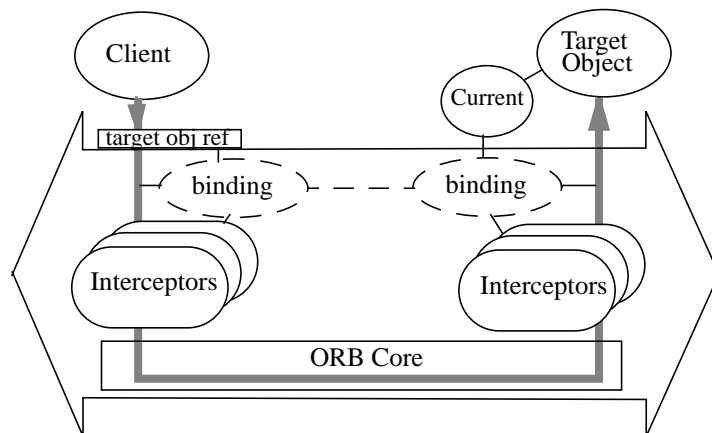 Client
Target
Object
Current
target obj ref
binding
binding
Interceptors
Interceptors
ORB Core